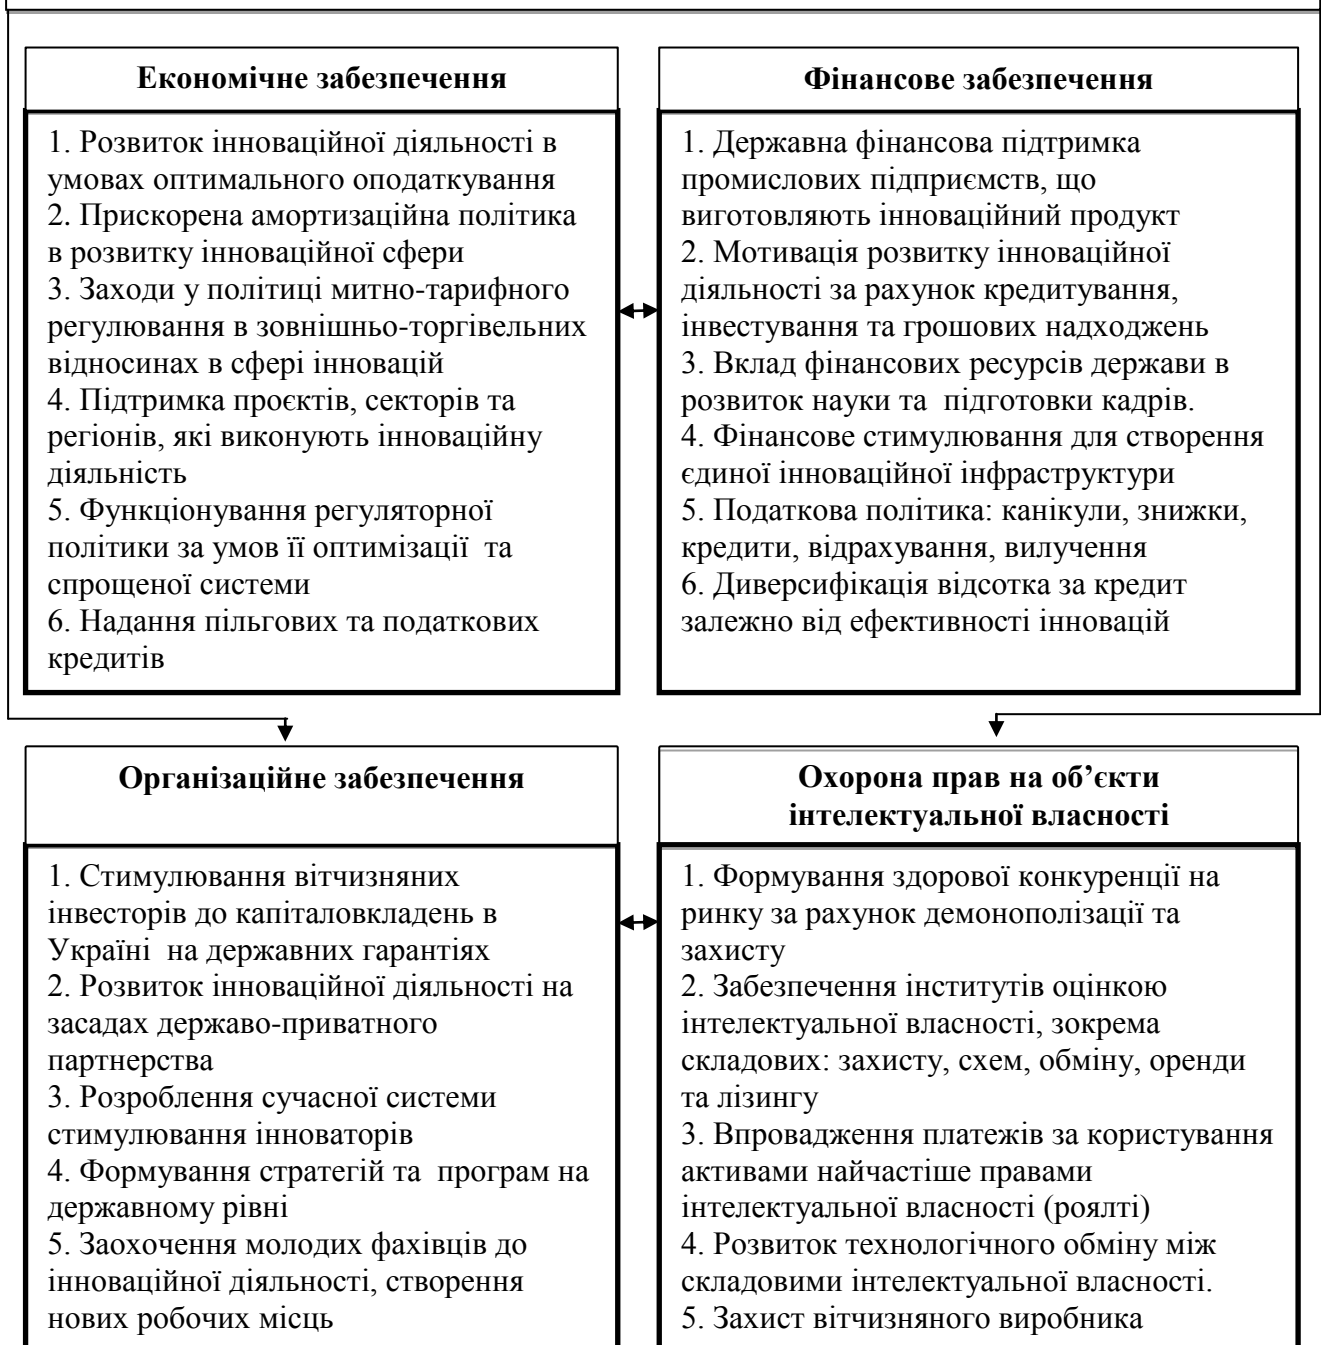 Економічне забезпечення
1. Розвиток інноваційної діяльності в
умовах оптимального оподаткування
2. Прискорена амортизаційна політика
в розвитку інноваційної сфери
3. Заходи у політиці митно-тарифного
регулювання в зовнішньо-торгівельних
відносинах в сфері інновацій
4. Підтримка проєктів, секторів та
регіонів, які виконують інноваційну
діяльність
5. Функціонування регуляторної
політики за умов її оптимізації та
спрощеної системи
6. Надання пільгових та податкових
кредитів
Фінансове забезпечення
1. Державна фінансова підтримка
промислових підприємств, що
виготовляють інноваційний продукт
2. Мотивація розвитку інноваційної
діяльності за рахунок кредитування,
інвестування та грошових надходжень
3. Вклад фінансових ресурсів держави в
розвиток науки та підготовки кадрів.
4. Фінансове стимулювання для створення
єдиної інноваційної інфраструктури
5. Податкова політика: канікули, знижки,
кредити, відрахування, вилучення
6. Диверсифікація відсотка за кредит
залежно від ефективності інновацій
Організаційне забезпечення
1. Стимулювання вітчизняних
інвесторів до капіталовкладень в
Україні на державних гарантіях
2. Розвиток інноваційної діяльності на
засадах державо-приватного
партнерства
3. Розроблення сучасної системи
стимулювання інноваторів
4. Формування стратегій та програм на
державному рівні
5. Заохочення молодих фахівців до
інноваційної діяльності, створення
нових робочих місць
Охорона прав на об’єкти
інтелектуальної власності
1. Формування здорової конкуренції на
ринку за рахунок демонополізації та
захисту
2. Забезпечення інститутів оцінкою
інтелектуальної власності, зокрема
складових: захисту, схем, обміну, оренди
та лізингу
3. Впровадження платежів за користування
активами найчастіше правами
інтелектуальної власності (роялті)
4. Розвиток технологічного обміну між
складовими інтелектуальної власності.
5. Захист вітчизняного виробника